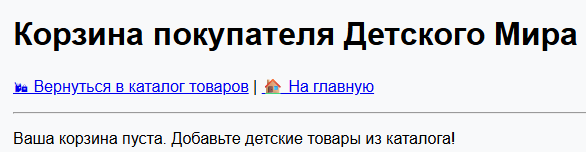 Корзина покупателя Детского Мира
Вернуться в каталог товаров | На главную
Ваша корзина пуста. Добавьте детские товары из каталога!